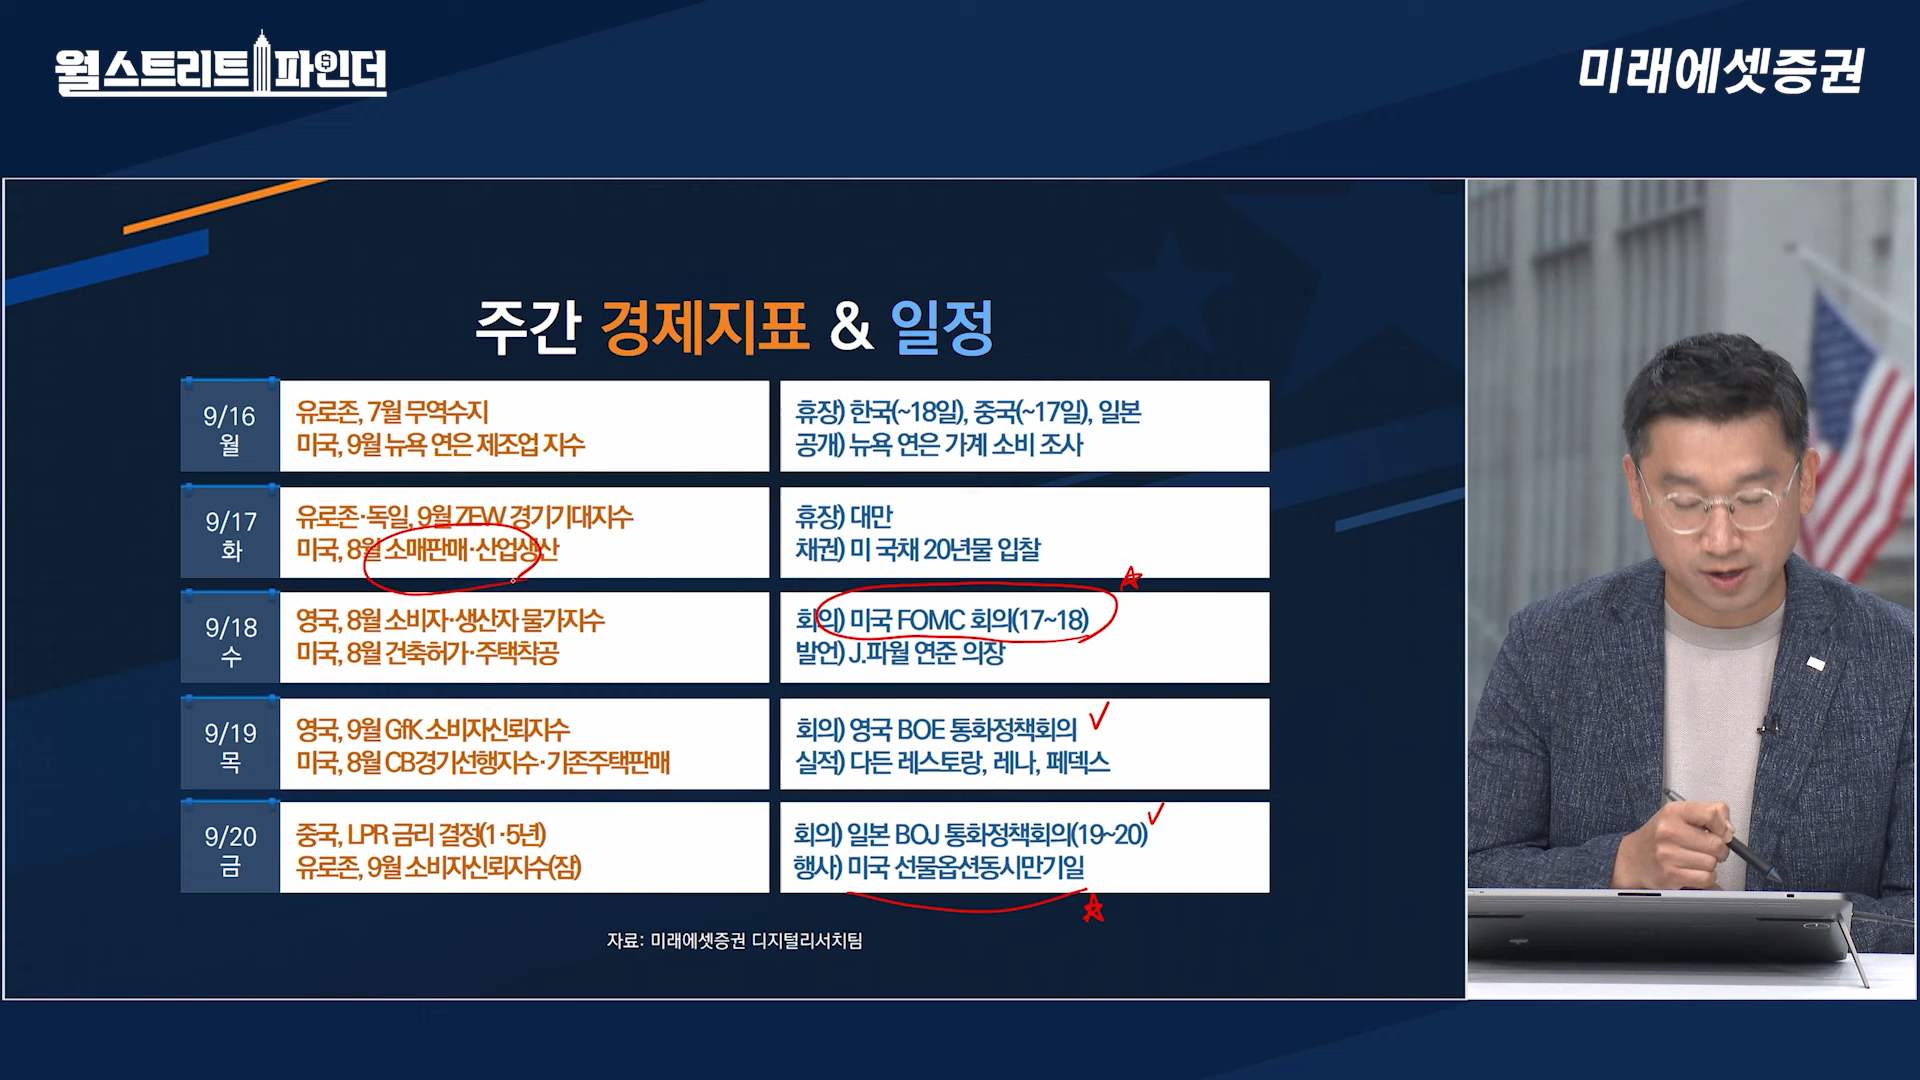 월스트리트파인더
미래에셋증권
주간 경제지표 & 일정
9/16
월
유로존, 7월 무역수지
미국, 9월 뉴욕 연은 제조업 지수
휴장) 한국(~18일), 중국(~17일), 일본
공개) 뉴욕 연은 가계 소비 조사
9/17
화
유로존·독일, 9월 ZEW 경기기대지수
미국, 8월 소매판매·산업생산
휴장) 대만
채권) 미 국채 20년물 입찰
9/18
수
영국, 8월 소비자·생산자 물가지수
미국, 8월 건축허가·주택착공
회의) 미국 FOMC 회의(17~18)
발언) J.파월 연준 의장
9/19
목
영국, 9월 GfK 소비자신뢰지수
미국, 8월 CB경기선행지수·기존주택판매
회의) 영국 BOE 통화정책회의
실적) 다든 레스토랑, 레나, 페덱스
9/20
금
중국, LPR 금리 결정(1·5년)
유로존, 9월 소비자신뢰지수(잠)
회의) 일본 BOJ 통화정책회의(19~20)
행사) 미국 선물옵션동시만기일
자료: 미래에셋증권 디지털리서치팀